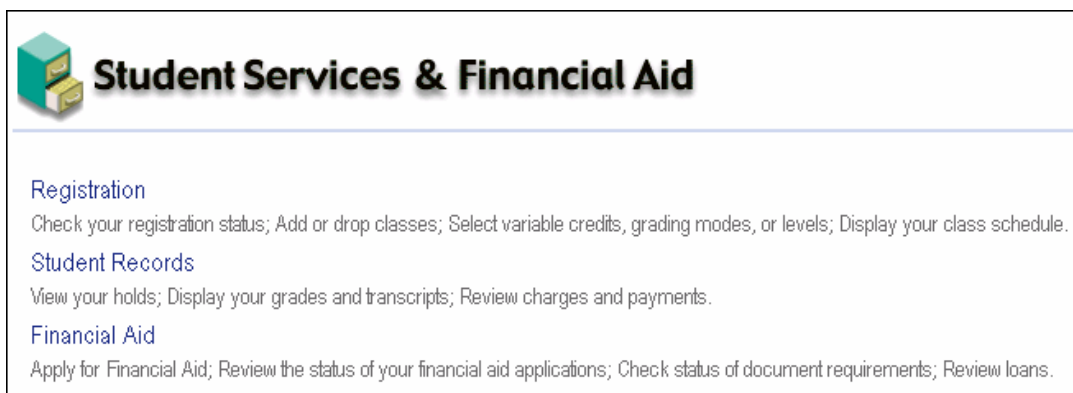 Student Services & Financial Aid
Registration
Check your registration status; Add or drop classes; Select variable credits, grading modes, or levels; Display your class schedule.
Student Records
View your holds; Display your grades and transcripts; Review charges and payments.
Financial Aid
Apply for Financial Aid; Review the status of your financial aid applications; Check status of document requirements; Review loans.